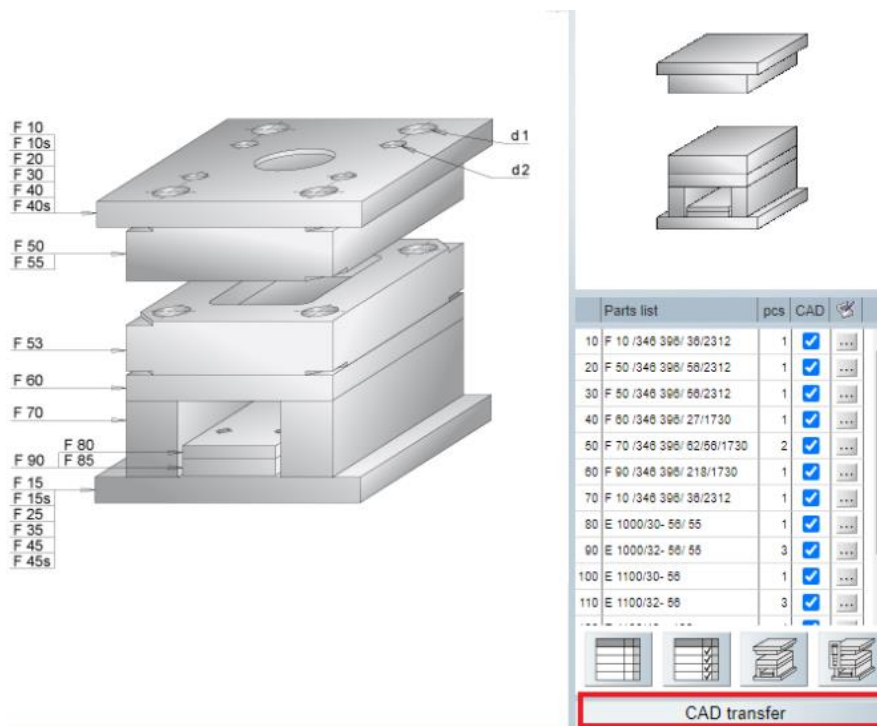 F 10
F 10s
F 20
F 30
F 40
F 40s
d1
d2
F 50
F 55
F 53
F 60
F 70
F 80
F 90 F 85
F 15
F 15s
F 25
F 35
F 45
F 45s
Parts list pcs CAD
10 F 10 /346 396/ 36/2312 1 ...
20 F 50 /346 396/ 56/2312 1 ...
30 F 50 /346 396/ 56/2312 1 ...
40 F 60 /346 396/ 27/1730 1 ...
50 F 70 /346 396/ 62/56/1730 2 ...
60 F 90 /346 396/ 218/1730 1 ...
70 F 10 /346 396/ 36/2312 1 ...
80 E 1000/30- 56/ 55 1 ...
90 E 1000/32- 56/ 55 3 ...
100 E 1100/30- 56 1 ...
110 E 1100/32- 56 3 ...
CAD transfer